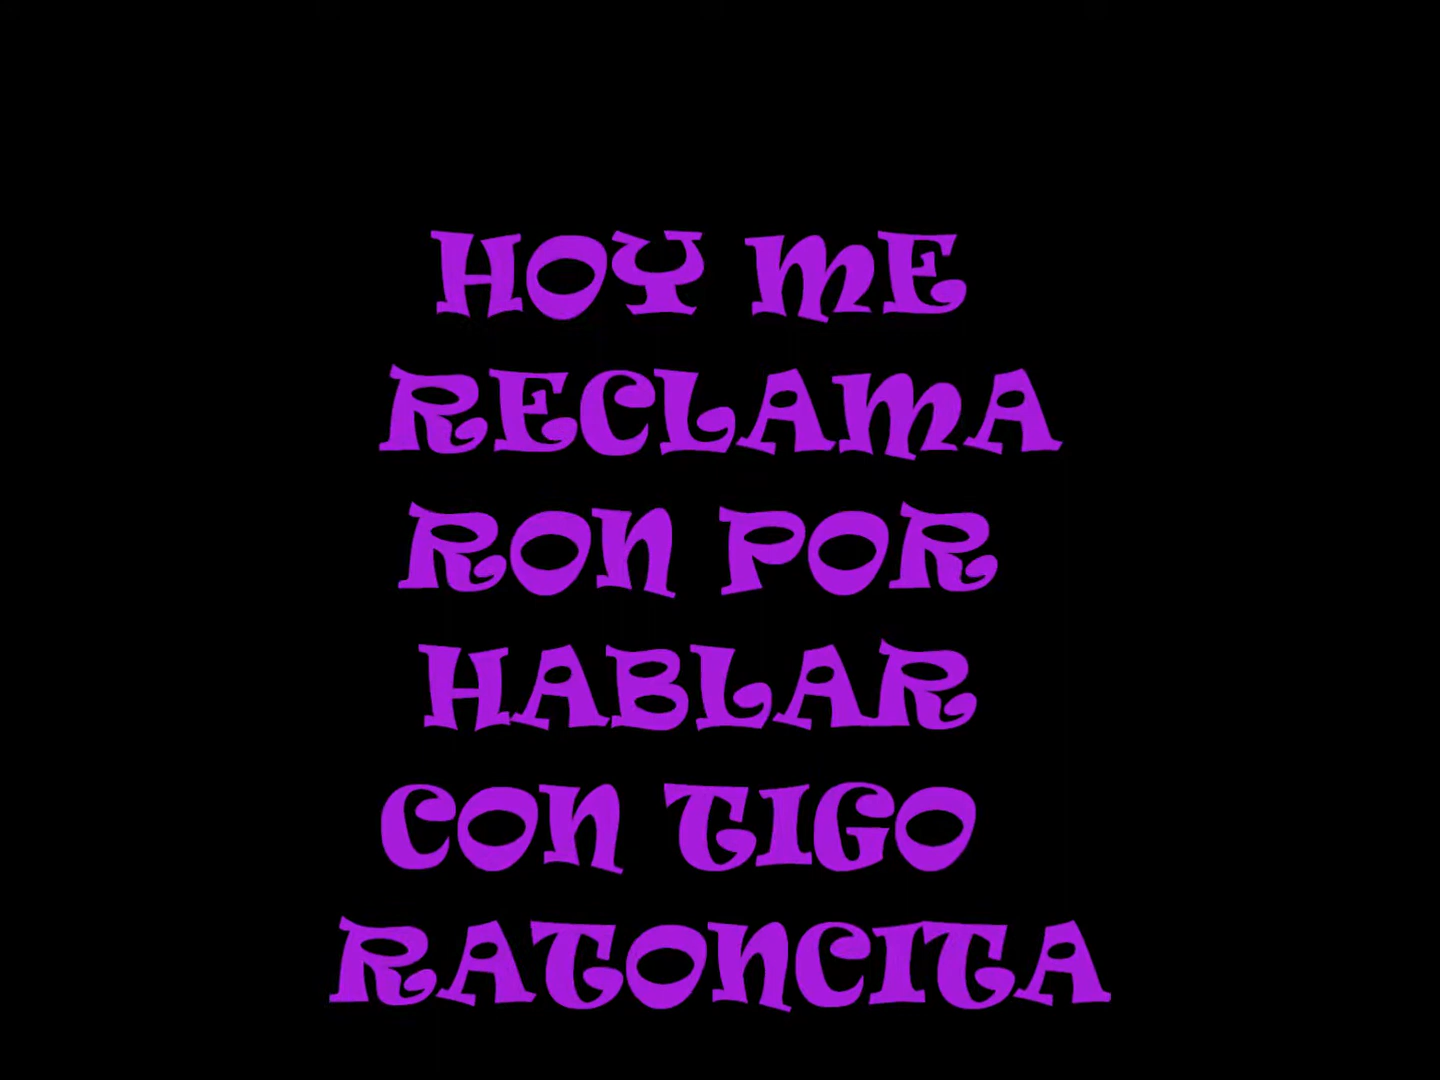 HOY ME
RECLAMA
RON POR
HABLAR
CON TIGO
RATONCITA